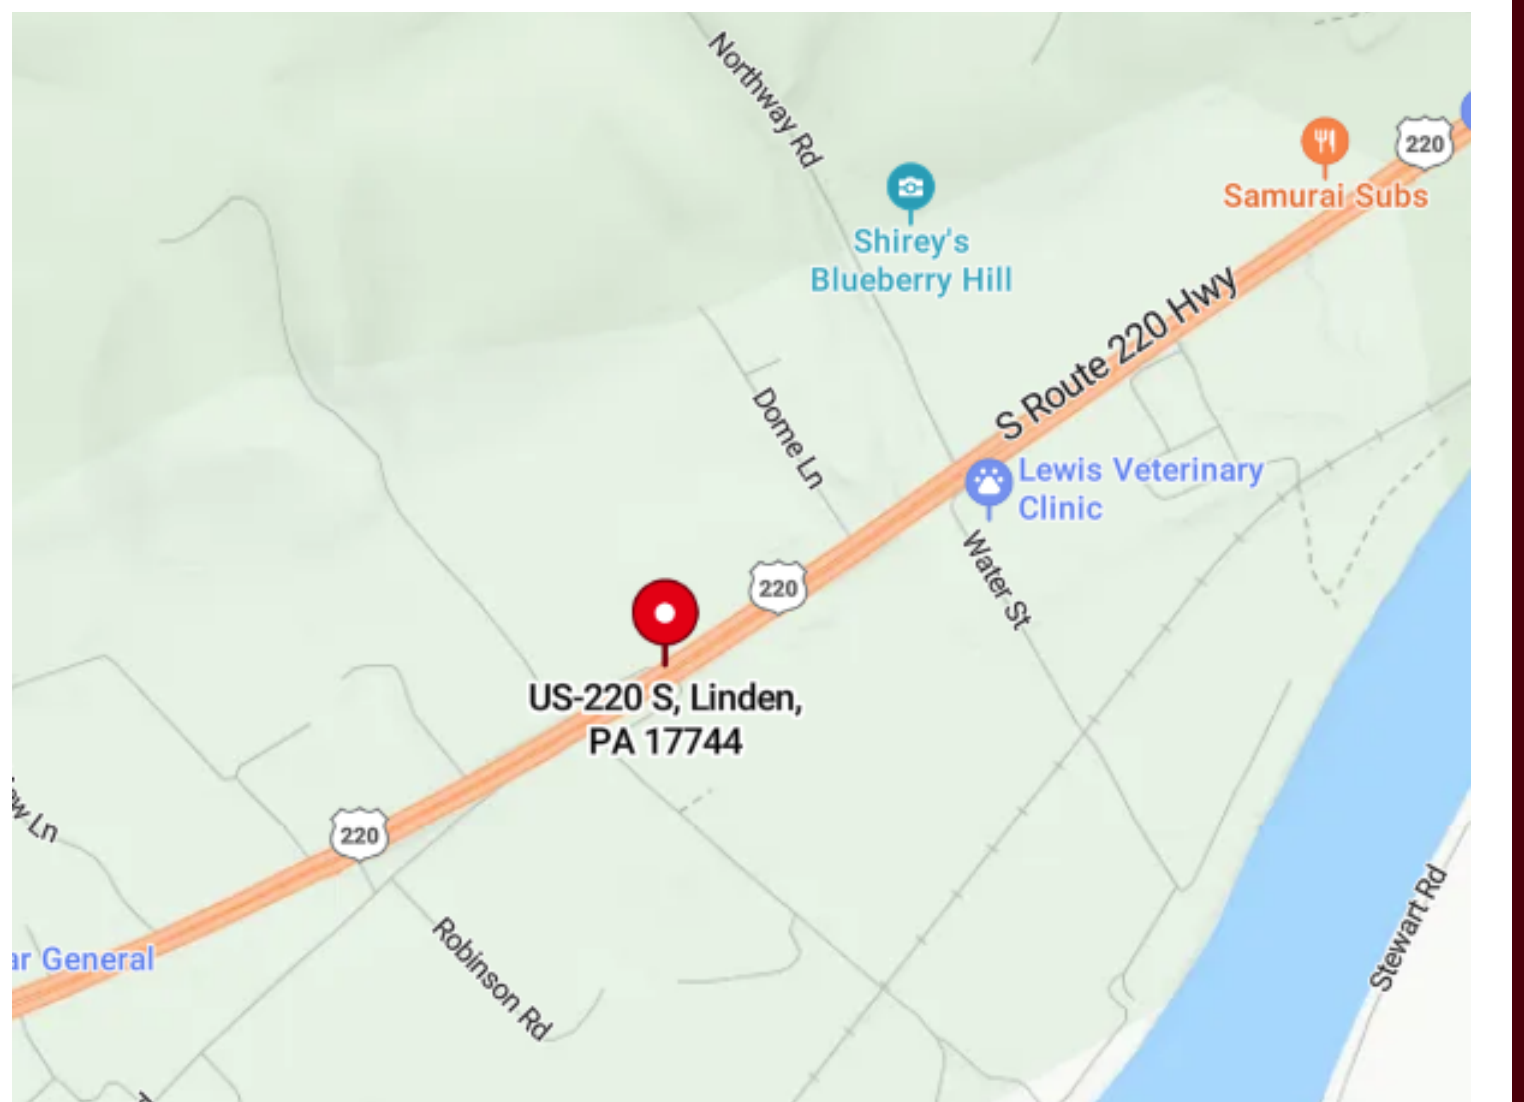 Northway Rd
220
Samurai Subs
Shirey's
Blueberry Hill
S Route 220 Hwy
Dome Ln
Lewis Veterinary
Clinic
220
Water St
US-220 S, Linden,
PA 17744
220
Ln
Stewart Rd
General
Robinson Rd